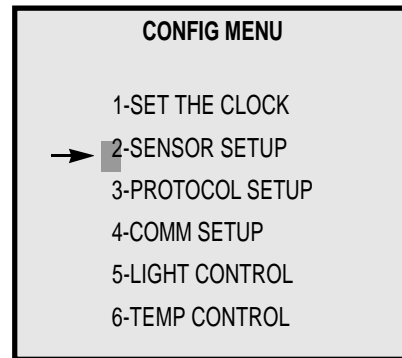 CONFIG MENU
1-SET THE CLOCK
2-SENSOR SETUP
3-PROTOCOL SETUP
4-COMM SETUP
5-LIGHT CONTROL
6-TEMP CONTROL